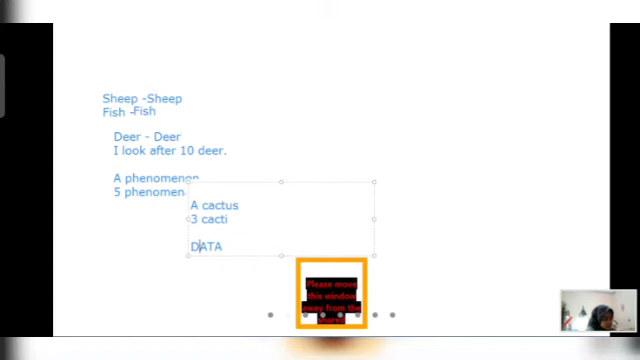 Sheep -Sheep
Fish -Fish
Deer - Deer
I look after 10 deer.
A phenomenon
5 phenomen
A cactus
3 cacti
DATA
Please move
this window
away from the
shared